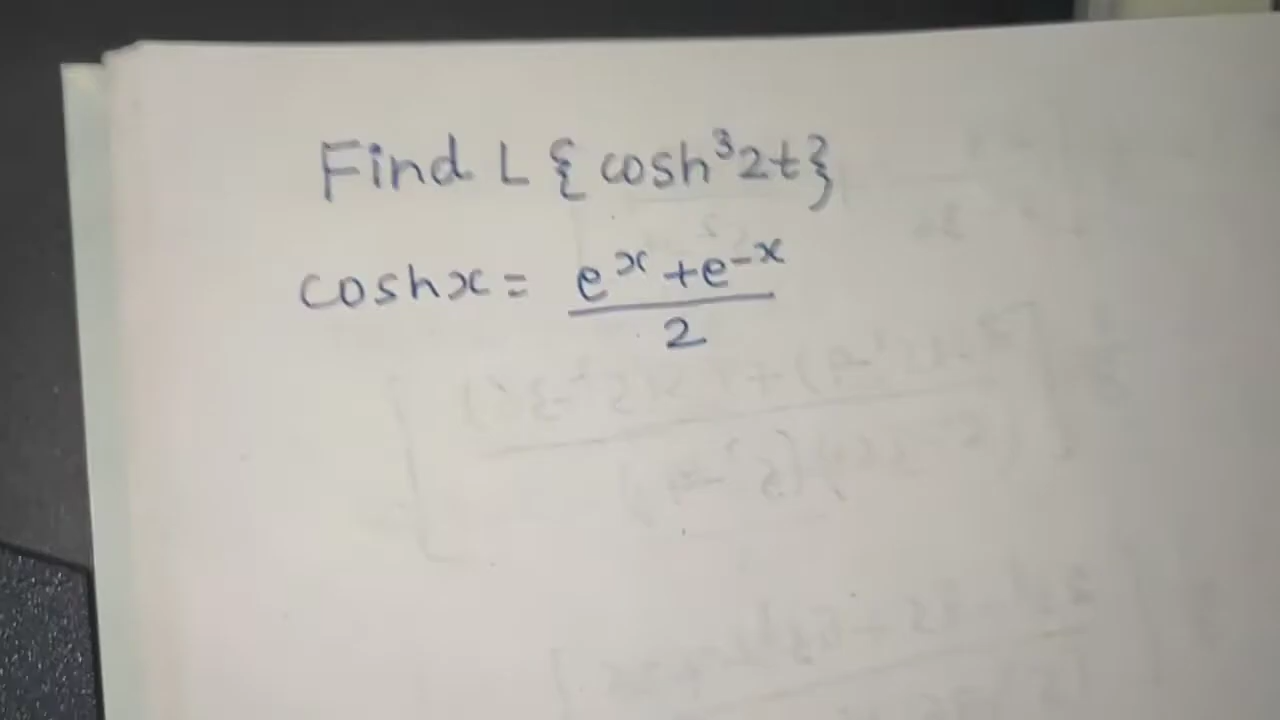 Find L { cosh³2t}
coshx = e^x + e^-x / 2